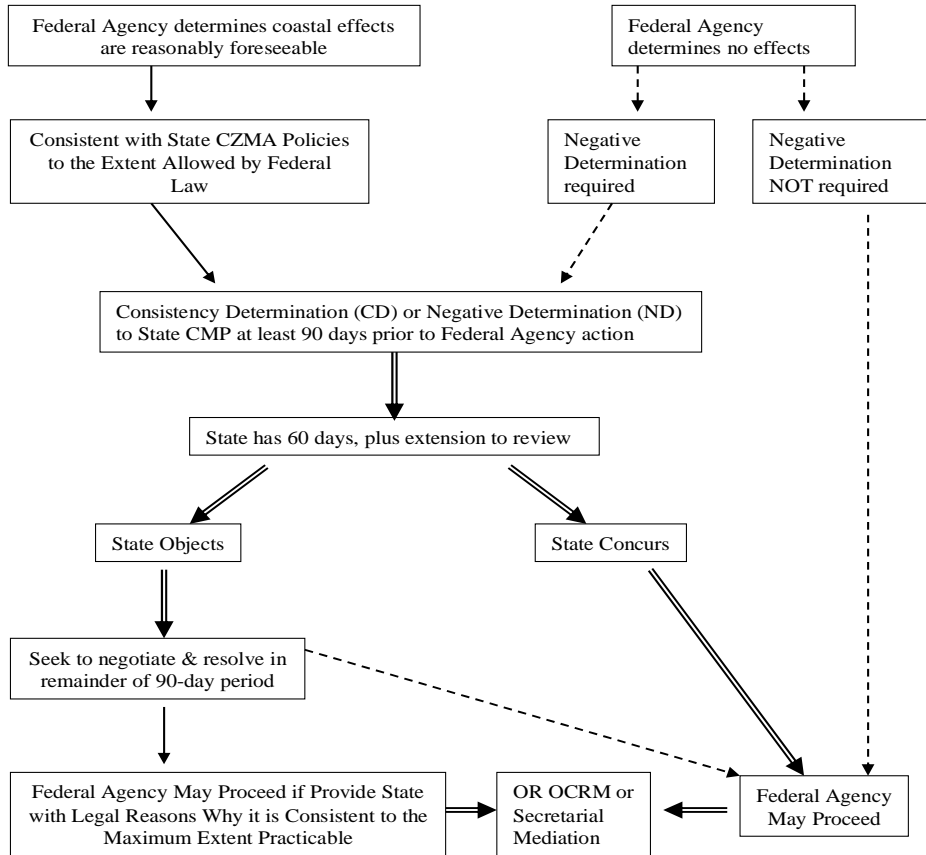 Federal Agency determines coastal effects
are reasonably foreseeable
Federal Agency
determines no effects
Consistent with State CZMA Policies
to the Extent Allowed by Federal
Law
Negative
Determination
required
Negative
Determination
NOT required
Consistency Determination (CD) or Negative Determination (ND)
to State CMP at least 90 days prior to Federal Agency action
State has 60 days, plus extension to review
State Objects
State Concurs
Seek to negotiate & resolve in
remainder of 90-day period
Federal Agency May Proceed if Provide State
with Legal Reasons Why it is Consistent to the
Maximum Extent Practicable
OR OCRM or
Secretarial
Mediation
Federal Agency
May Proceed